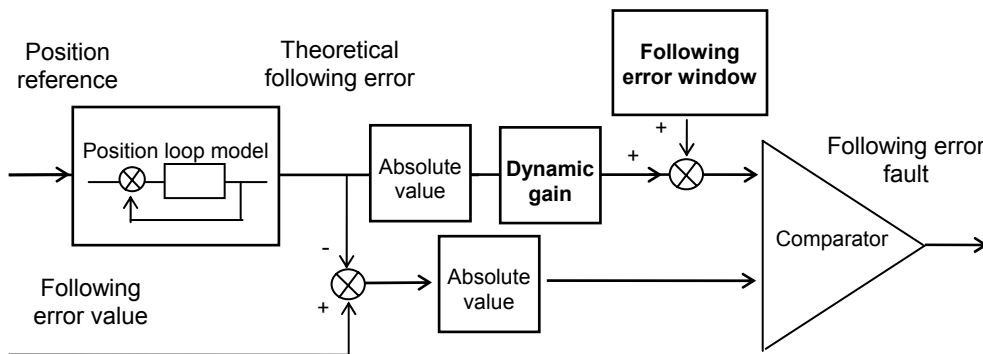 Position
reference
Theoretical
following error
Following
error window
Position loop model
Absolute
value
Dynamic
gain
+
+
Following error
fault
Comparator
-
+
Absolute
value
Following
error value